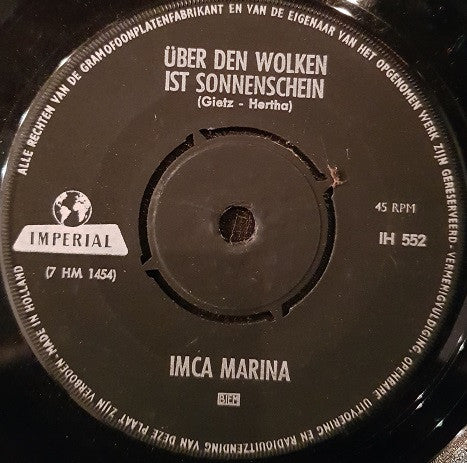 ALLE RECHTEN VAN DE GRAMOFOONPLATENFABRIKANT EN VAN DE EIGENAAR VAN HET OPGENOMEN WERK ZIJN GERESERVEERD - VERMENIGVULDIGING, OPENBARE UITVOERING EN RADIOUITZENDING VAN DEZE PLAAT ZIJN VERBODEN - MADE IN HOLLAND
ÜBER DEN WOLKEN
IST SONNENSCHEIN
(Gietz - Hertha)
45 RPM
IMPERIAL
IH 552
(7 HM 1454)
IMCA MARINA
BIEM